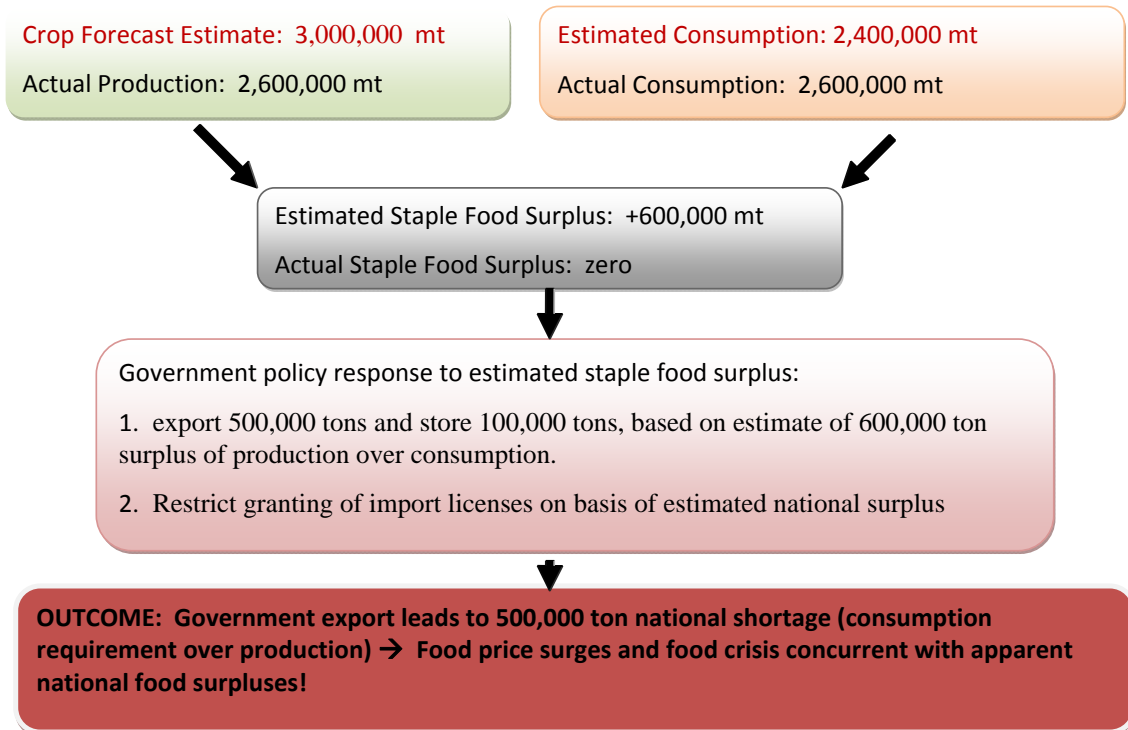 Crop Forecast Estimate: 3,000,000 mt
Actual Production: 2,600,000 mt
Estimated Consumption: 2,400,000 mt
Actual Consumption: 2,600,000 mt
Estimated Staple Food Surplus: +600,000 mt
Actual Staple Food Surplus: zero
Government policy response to estimated staple food surplus:
1. export 500,000 tons and store 100,000 tons, based on estimate of 600,000 ton
surplus of production over consumption.
2. Restrict granting of import licenses on basis of estimated national surplus
OUTCOME: Government export leads to 500,000 ton national shortage (consumption
requirement over production) → Food price surges and food crisis concurrent with apparent
national food surpluses!